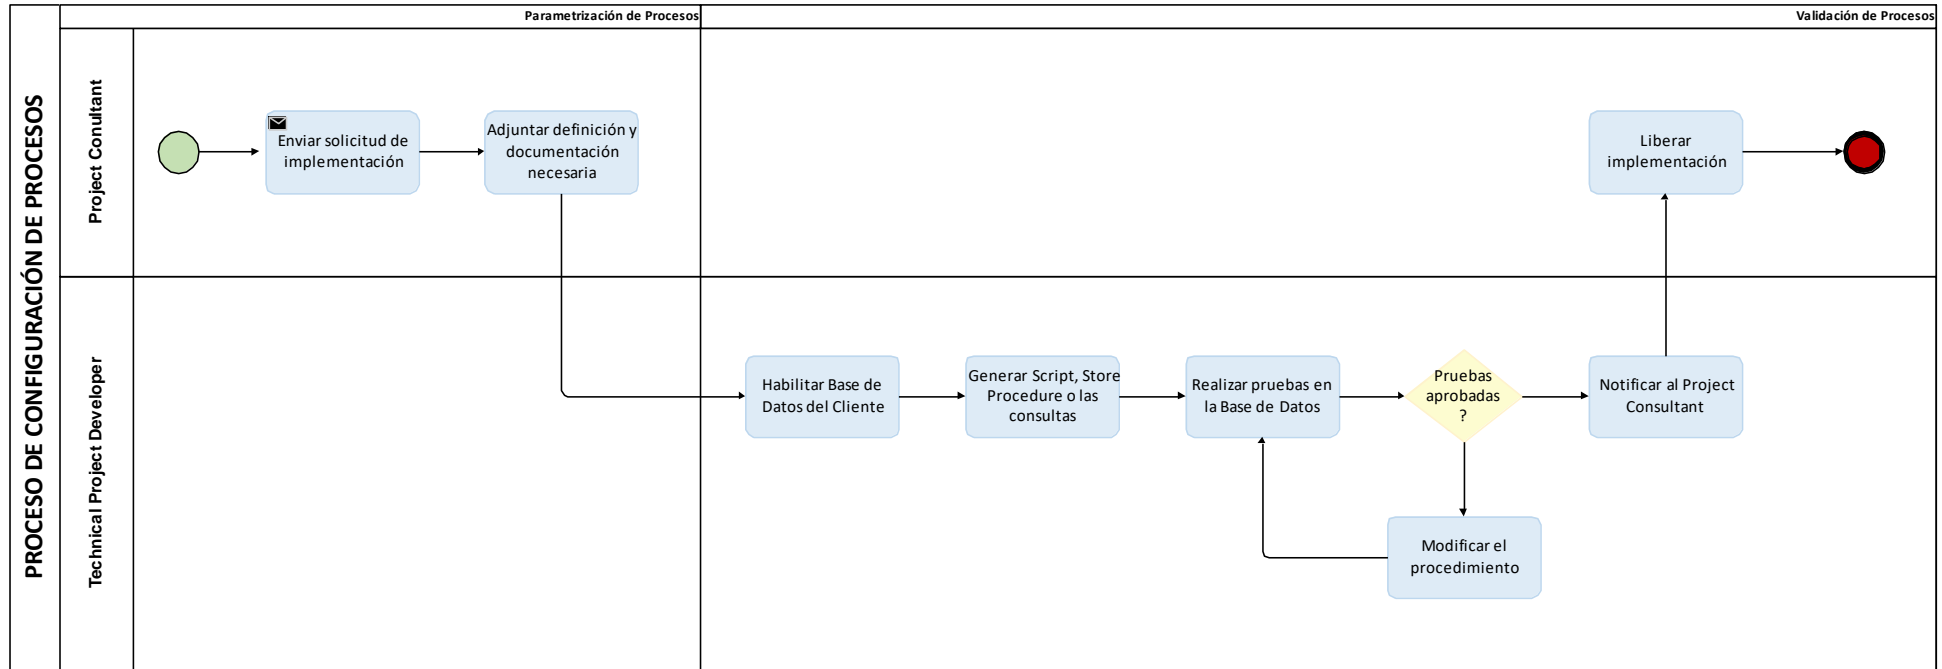 PROCESO DE CONFIGURACIÓN DE PROCESOS
Parametrización de Procesos
Validación de Procesos
Project Conultant
Enviar solicitud de
implementación
Adjuntar definición y
documentación
necesaria
Liberar
implementación
Technical Project Developer
Habilitar Base de
Datos del Cliente
Generar Script, Store
Procedure o las
consultas
Realizar pruebas en
la Base de Datos
Pruebas
aprobadas
?
Notificar al Project
Consultant
Modificar el
procedimiento